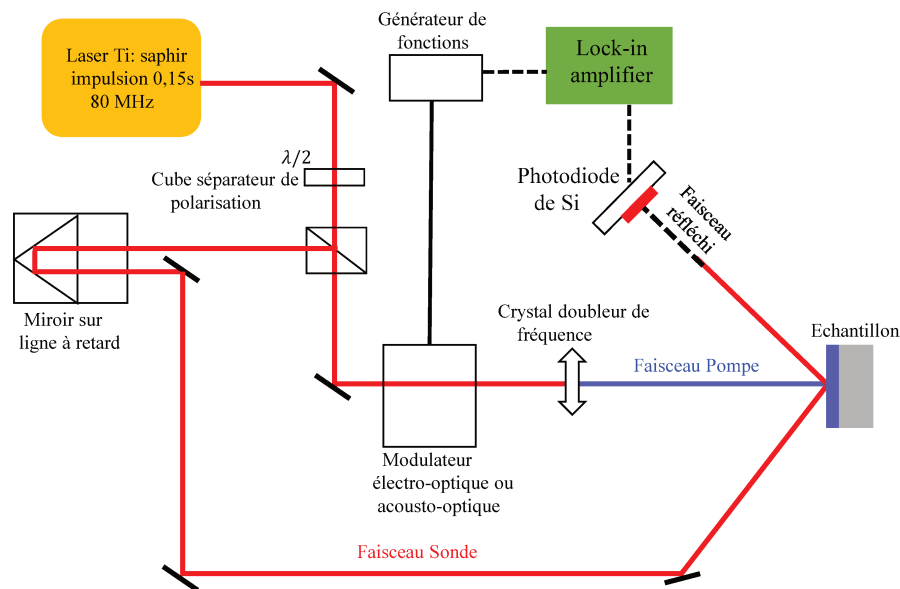 Laser Ti: saphir
impulsion 0,15s
80 MHz
Générateur de
fonctions
Lock-in
amplifier
λ/2
Cube séparateur de
polarisation
Photodiode
de Si
Faisceau
réfléchi
Miroir sur
ligne à retard
Crystal doubleur de
fréquence
Echantillon
Faisceau Pompe
Modulateur
électro-optique ou
acousto-optique
Faisceau Sonde